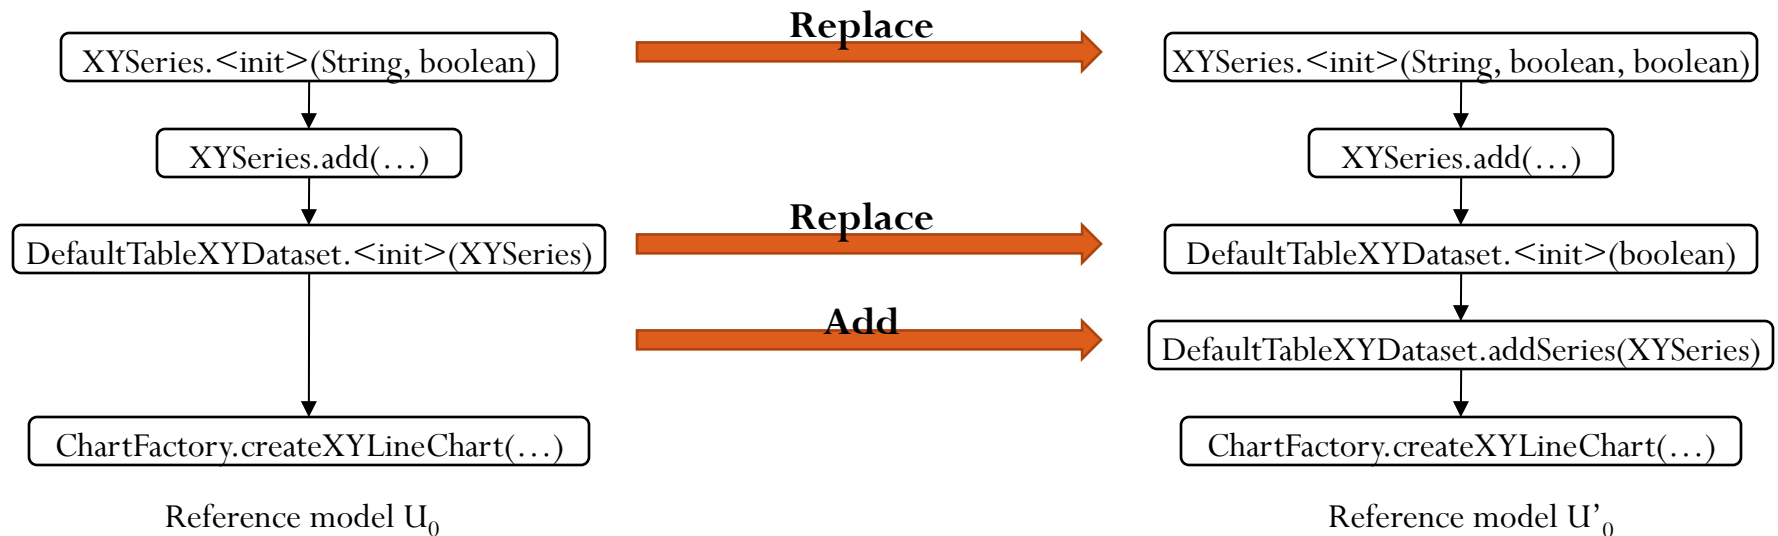 Replace
XYSeries.<init>(String, boolean)
XYSeries.<init>(String, boolean, boolean)
XYSeries.add(…)
XYSeries.add(…)
Replace
DefaultTableXYDataset.<init>(XYSeries)
DefaultTableXYDataset.<init>(boolean)
Add
DefaultTableXYDataset.addSeries(XYSeries)
ChartFactory.createXYLineChart(…)
ChartFactory.createXYLineChart(…)
Reference model U₀
Reference model U’₀